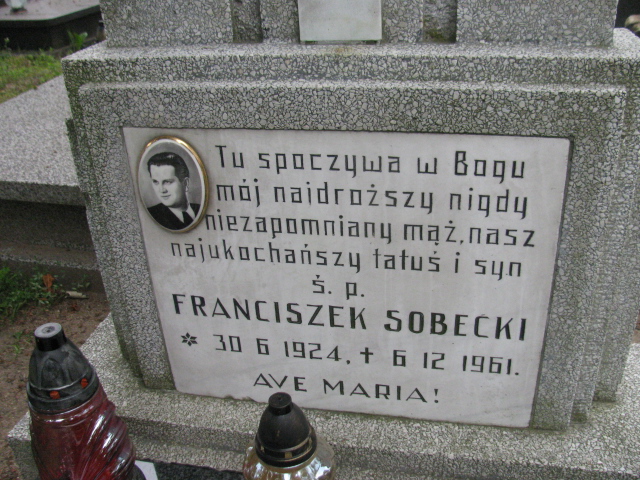 Tu spoczywa w Bogu
mój najdroższy nigdy
niezapomniany mąż, nasz
najukochańszy tatuś i syn
ś. p.
FRANCISZEK SOBECKI
* 30 6 1924, + 6 12 1961.
AVE MARIA!